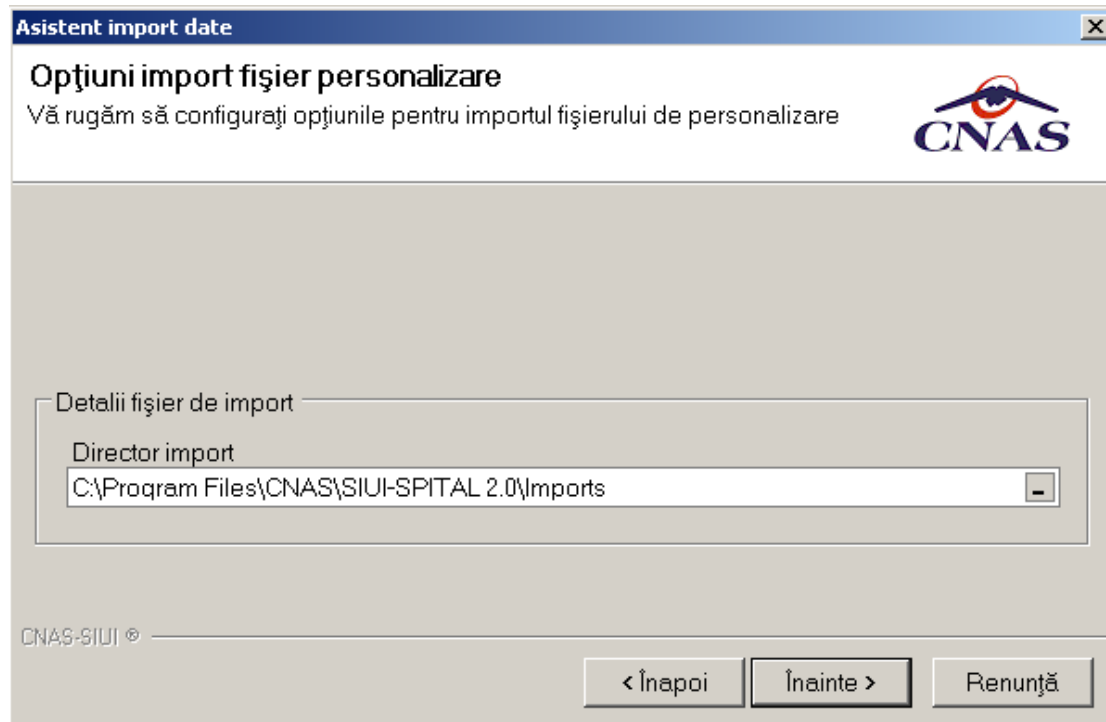 Asistent import date
Opţiuni import fişier personalizare
Vă rugăm să configuraţi opţiunile pentru importul fişierului de personalizare
CNAS
Detalii fişier de import
Director import
C:\Program Files\CNAS\SIUI-SPITAL 2.0\Imports
CNAS-SIUI ®
< Înapoi
Înainte >
Renunţă